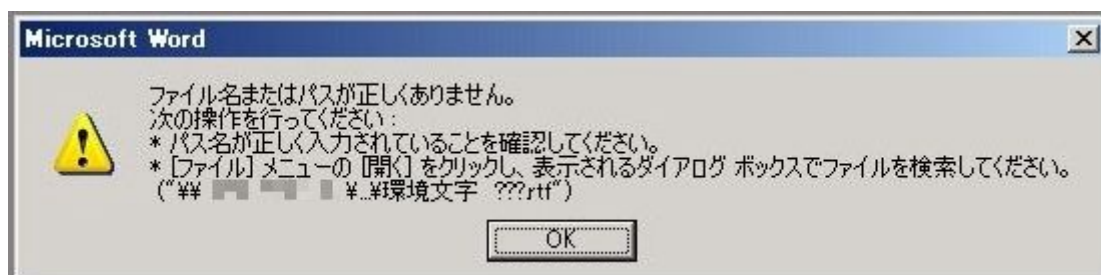 Microsoft Word
ファイル名またはパスが正しくありません。
次の操作を行ってください:
* パス名が正しく入力されていることを確認してください。
* [ファイル] メニューの [開く] をクリックし、表示されるダイアログ ボックスでファイルを検索してください。
("¥¥ ¥...¥環境文字 ???rtf")
OK